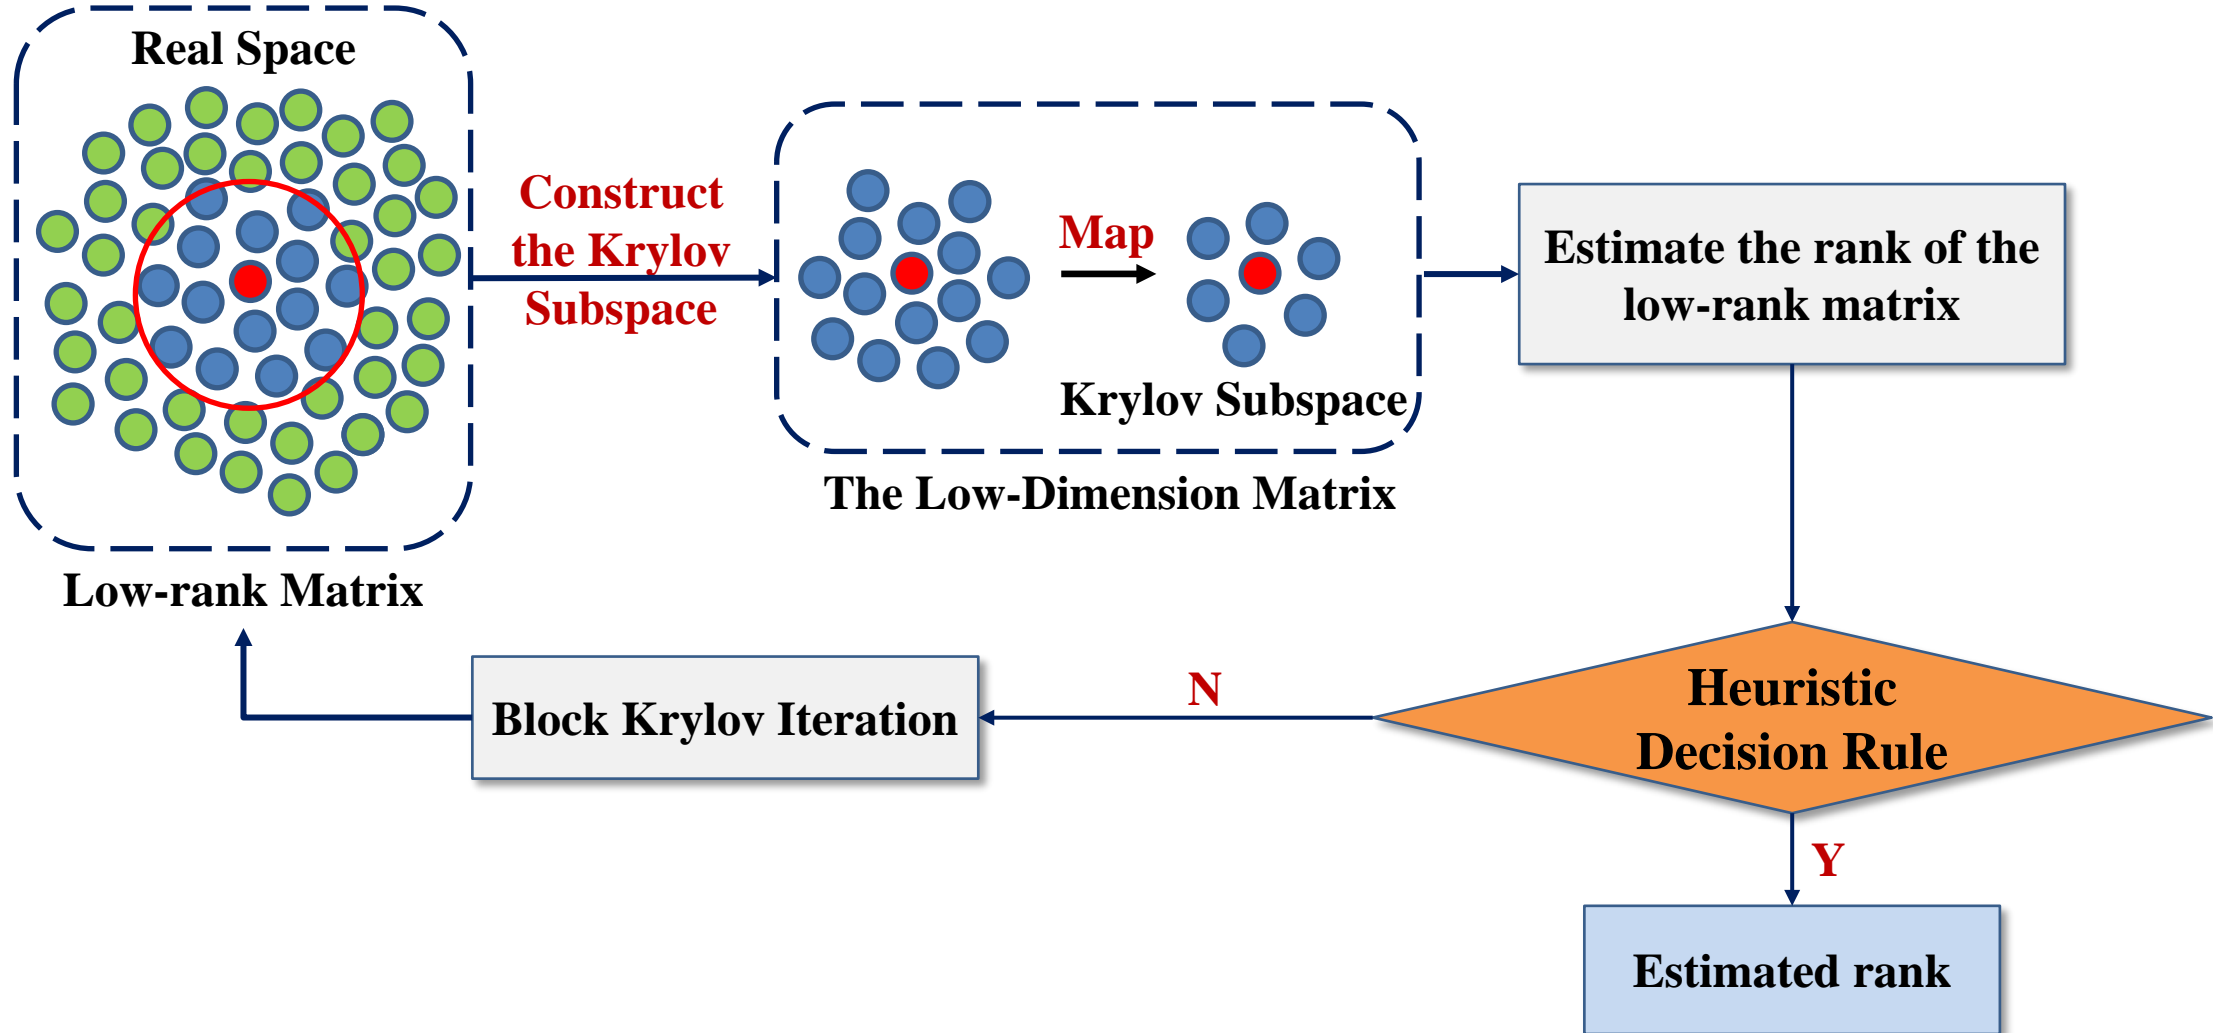 Real Space
Low-rank Matrix
Construct
the Krylov
Subspace
Map
Krylov Subspace
The Low-Dimension Matrix
Estimate the rank of the
low-rank matrix
Heuristic
Decision Rule
N
Block Krylov Iteration
Y
Estimated rank